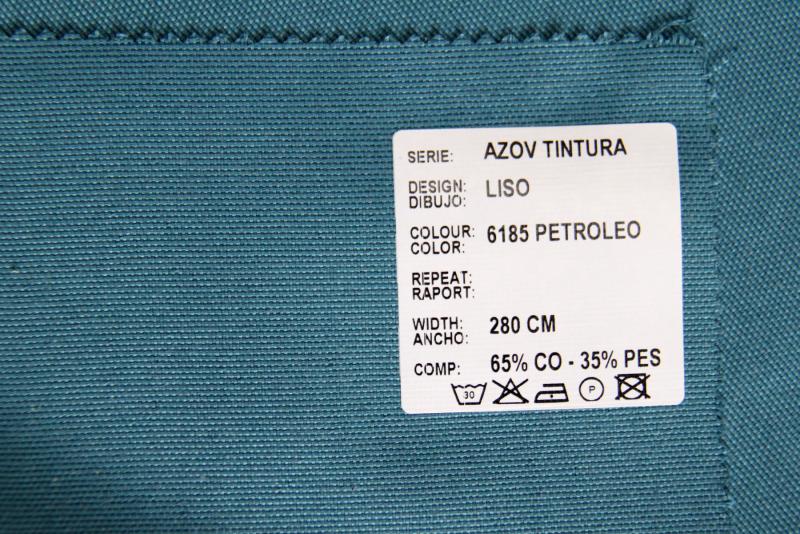 SERIE: AZOV TINTURA
DESIGN: LISO
DIBUJO:
COLOUR: 6185 PETROLEO
COLOR:
REPEAT:
RAPORT:
WIDTH: 280 CM
ANCHO:
COMP: 65% CO - 35% PES
30 P